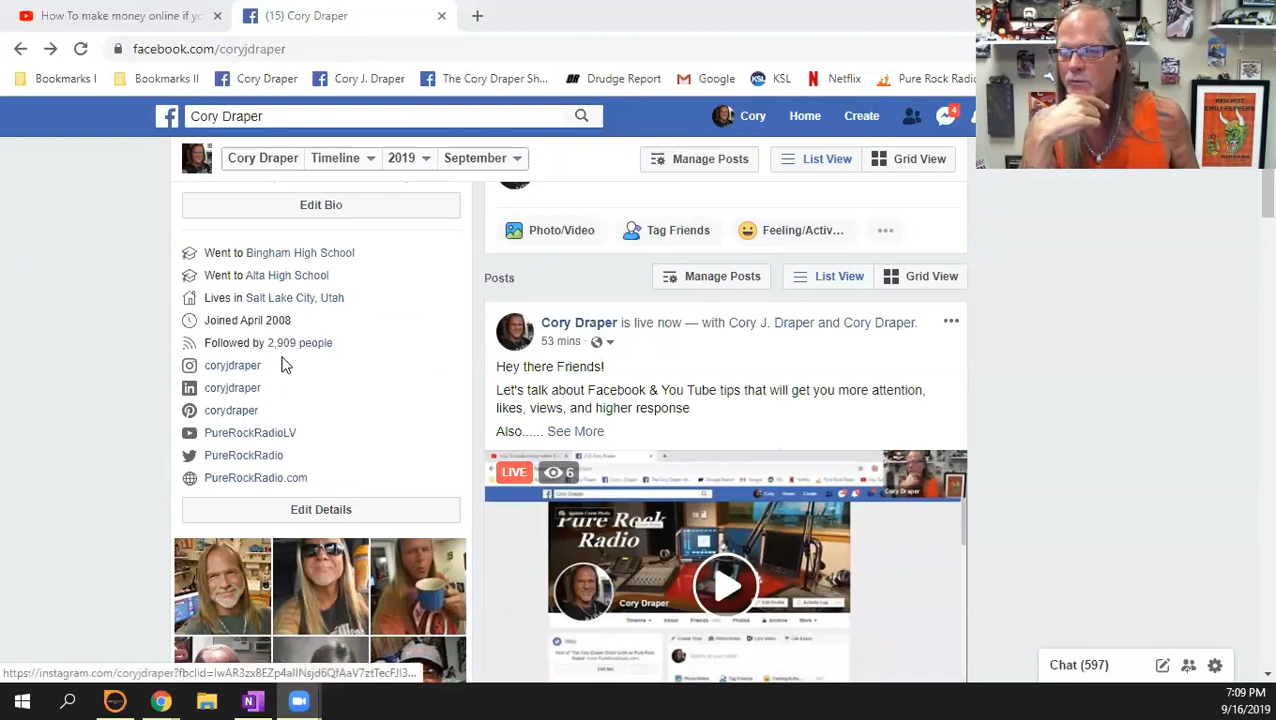 How To make money online if y
(15) Cory Draper
facebook.com/coryjdraper
Bookmarks I
Bookmarks II
Cory Draper
Cory J. Draper
The Cory Draper Sh...
Drudge Report
Google
KSL
Netflix
Pure Rock Radio
RED HOT
CHILI PEPPERS
Cory Draper
Cory
Home
Create
4
Cory Draper
Timeline
2019
September
Manage Posts
List View
Grid View
Edit Bio
Photo/Video
Tag Friends
Feeling/Activ...
Went to Bingham High School
Went to Alta High School
Lives in Salt Lake City, Utah
Joined April 2008
Followed by 2,909 people
coryjdraper
coryjdraper
corydraper
PureRockRadioLV
PureRockRadio
PureRockRadio.com
Edit Details
Posts
Manage Posts
List View
Grid View
Cory Draper is live now — with Cory J. Draper and Cory Draper.
53 mins
Hey there Friends!
Let's talk about Facebook & You Tube tips that will get you more attention,
likes, views, and higher response
Also...... See More
LIVE
6
Pure Rock
Radio
Cory Draper
Chat (597)
7:09 PM
9/16/2019